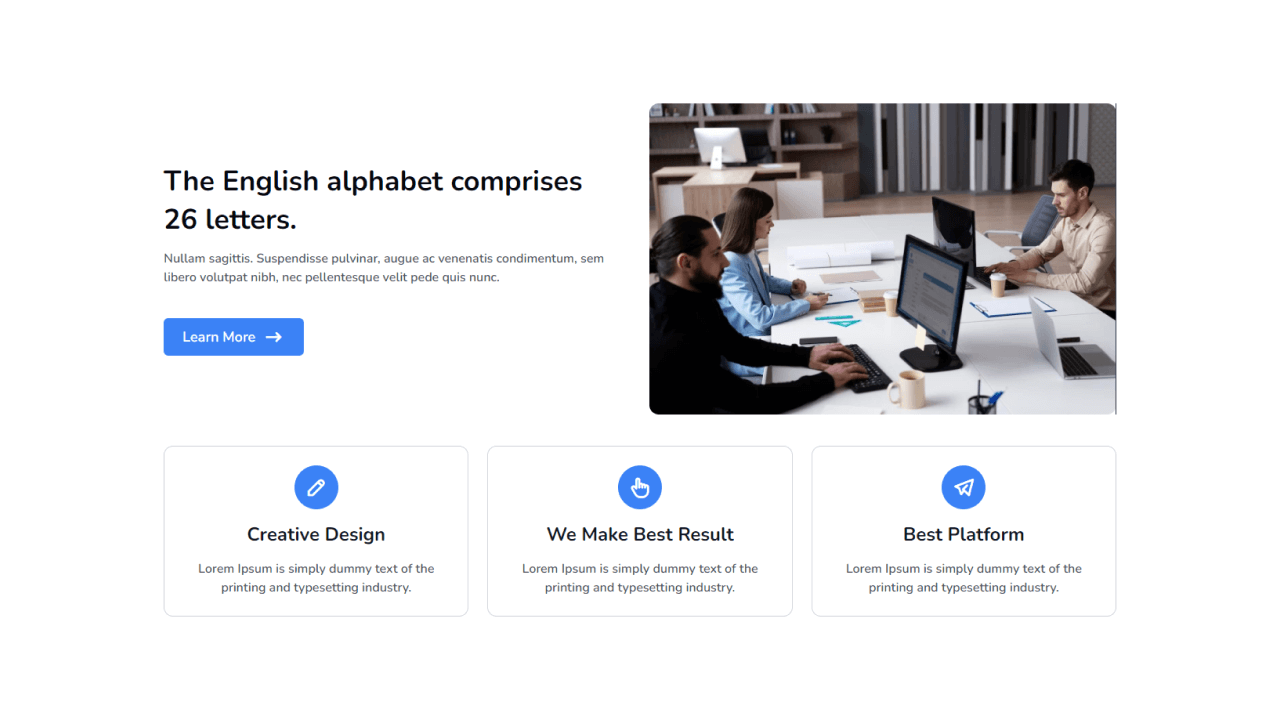 The English alphabet comprises
26 letters.
Nullam sagittis. Suspendisse pulvinar, augue ac venenatis condimentum, sem
libero volutpat nibh, nec pellentesque velit pede quis nunc.
Learn More
Creative Design
Lorem Ipsum is simply dummy text of the
printing and typesetting industry.
We Make Best Result
Lorem Ipsum is simply dummy text of the
printing and typesetting industry.
Best Platform
Lorem Ipsum is simply dummy text of the
printing and typesetting industry.